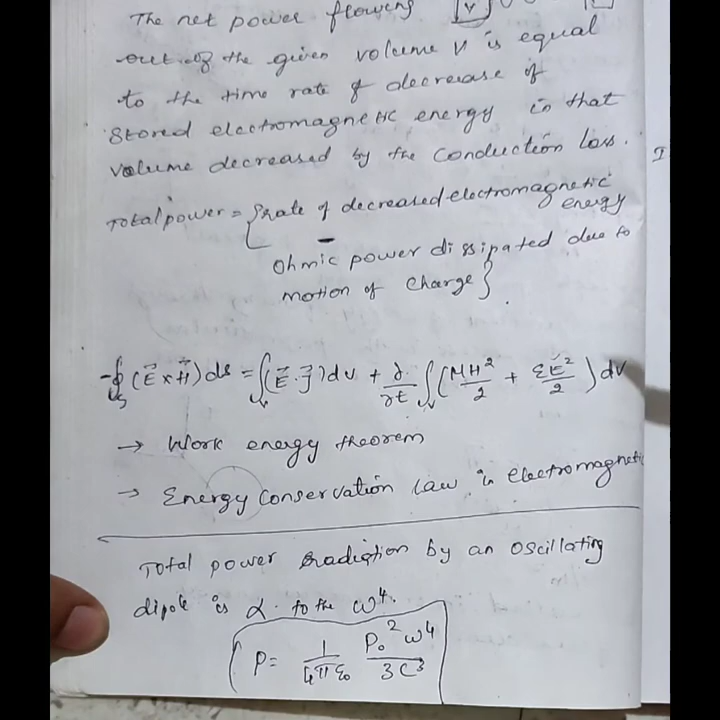 The net power flowing V
out of the given volume V is equal
to the time rate of decrease of
stored electromagnetic energy in that
volume decreased by the conduction loss.
Total power = {rate of decreased electromagnetic
energy
-
ohmic power dissipated due to
motion of charge}.
-∮s (E⃗ x H⃗) ds = ∫v (E⃗ . J⃗) dv + ∂/∂t ∫v (μH²/2 + εE²/2) dv
→ Work energy theorem
→ Energy conservation law in electromagneti
Total power radiation by an oscillating
dipole is α to the ω⁴.
P = 1/4πε₀ P₀²ω⁴/3C³